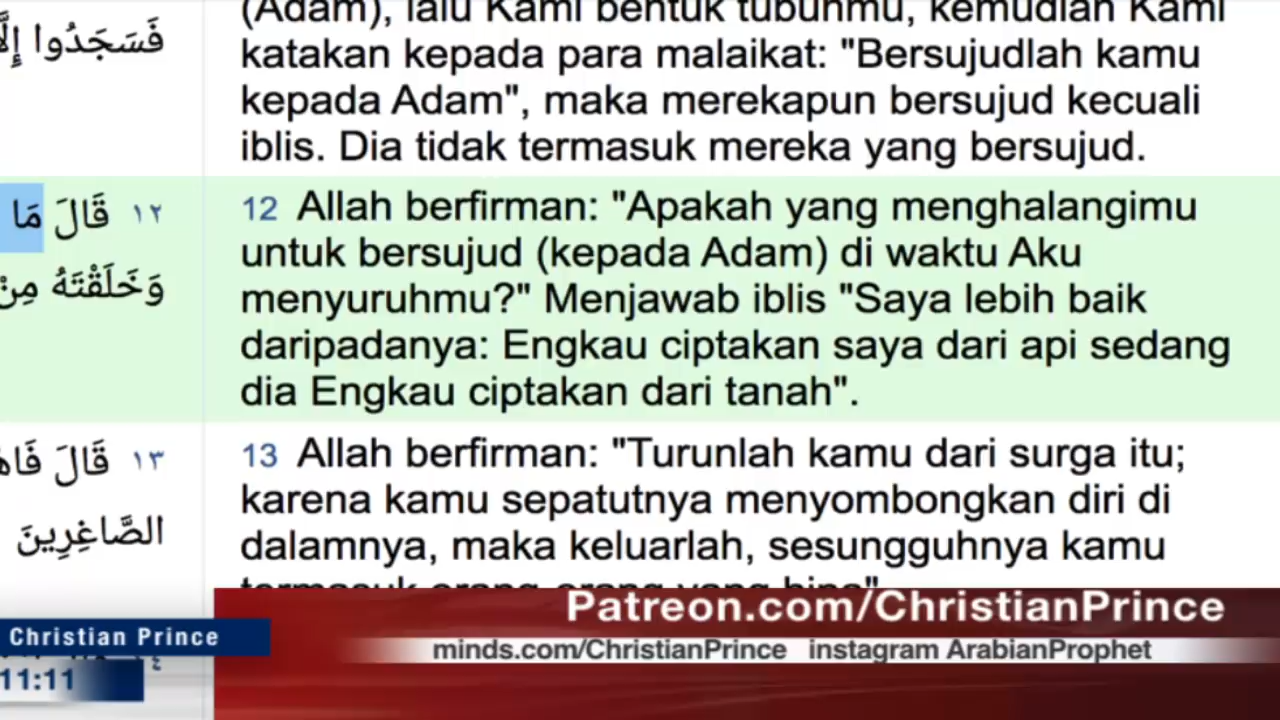 (Adam), lalu Kami bentuk tubuhmu, kemudian Kami
katakan kepada para malaikat: "Bersujudlah kamu
kepada Adam", maka merekapun bersujud kecuali
iblis. Dia tidak termasuk mereka yang bersujud.
فَسَجَدُوا
12 Allah berfirman: "Apakah yang menghalangimu
untuk bersujud (kepada Adam) di waktu Aku
menyuruhmu?" Menjawab iblis "Saya lebih baik
daripadanya: Engkau ciptakan saya dari api sedang
dia Engkau ciptakan dari tanah".
١٢ قَالَ مَا
وَخَلَقْتَهُ مِنْ
13 Allah berfirman: "Turunlah kamu dari surga itu;
karena kamu sepatutnya menyombongkan diri di
dalamnya, maka keluarlah, sesungguhnya kamu
termasuk orang-orang yang hina".
١٣ قَالَ
الصَّاغِرِينَ
Patreon.com/ChristianPrince
minds.com/ChristianPrince instagram ArabianProphet
Christian Prince
11:11